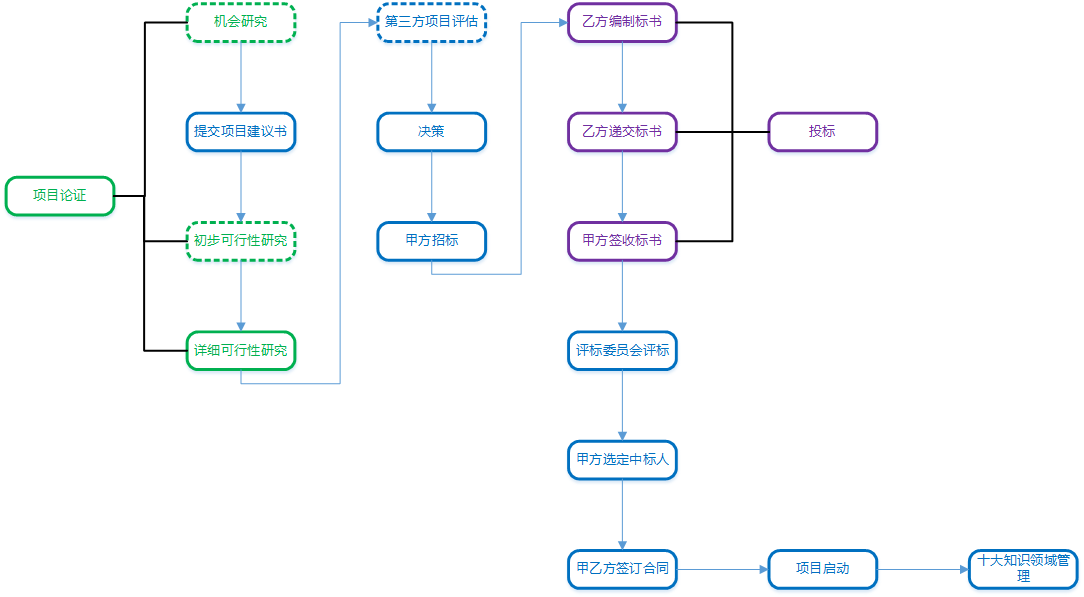 机会研究
第三方项目评估
乙方编制标书
提交项目建议书
决策
乙方递交标书
投标
项目论证
初步可行性研究
甲方招标
甲方签收标书
详细可行性研究
评标委员会评标
甲方选定中标人
甲乙方签订合同
项目启动
十大知识领域管
理